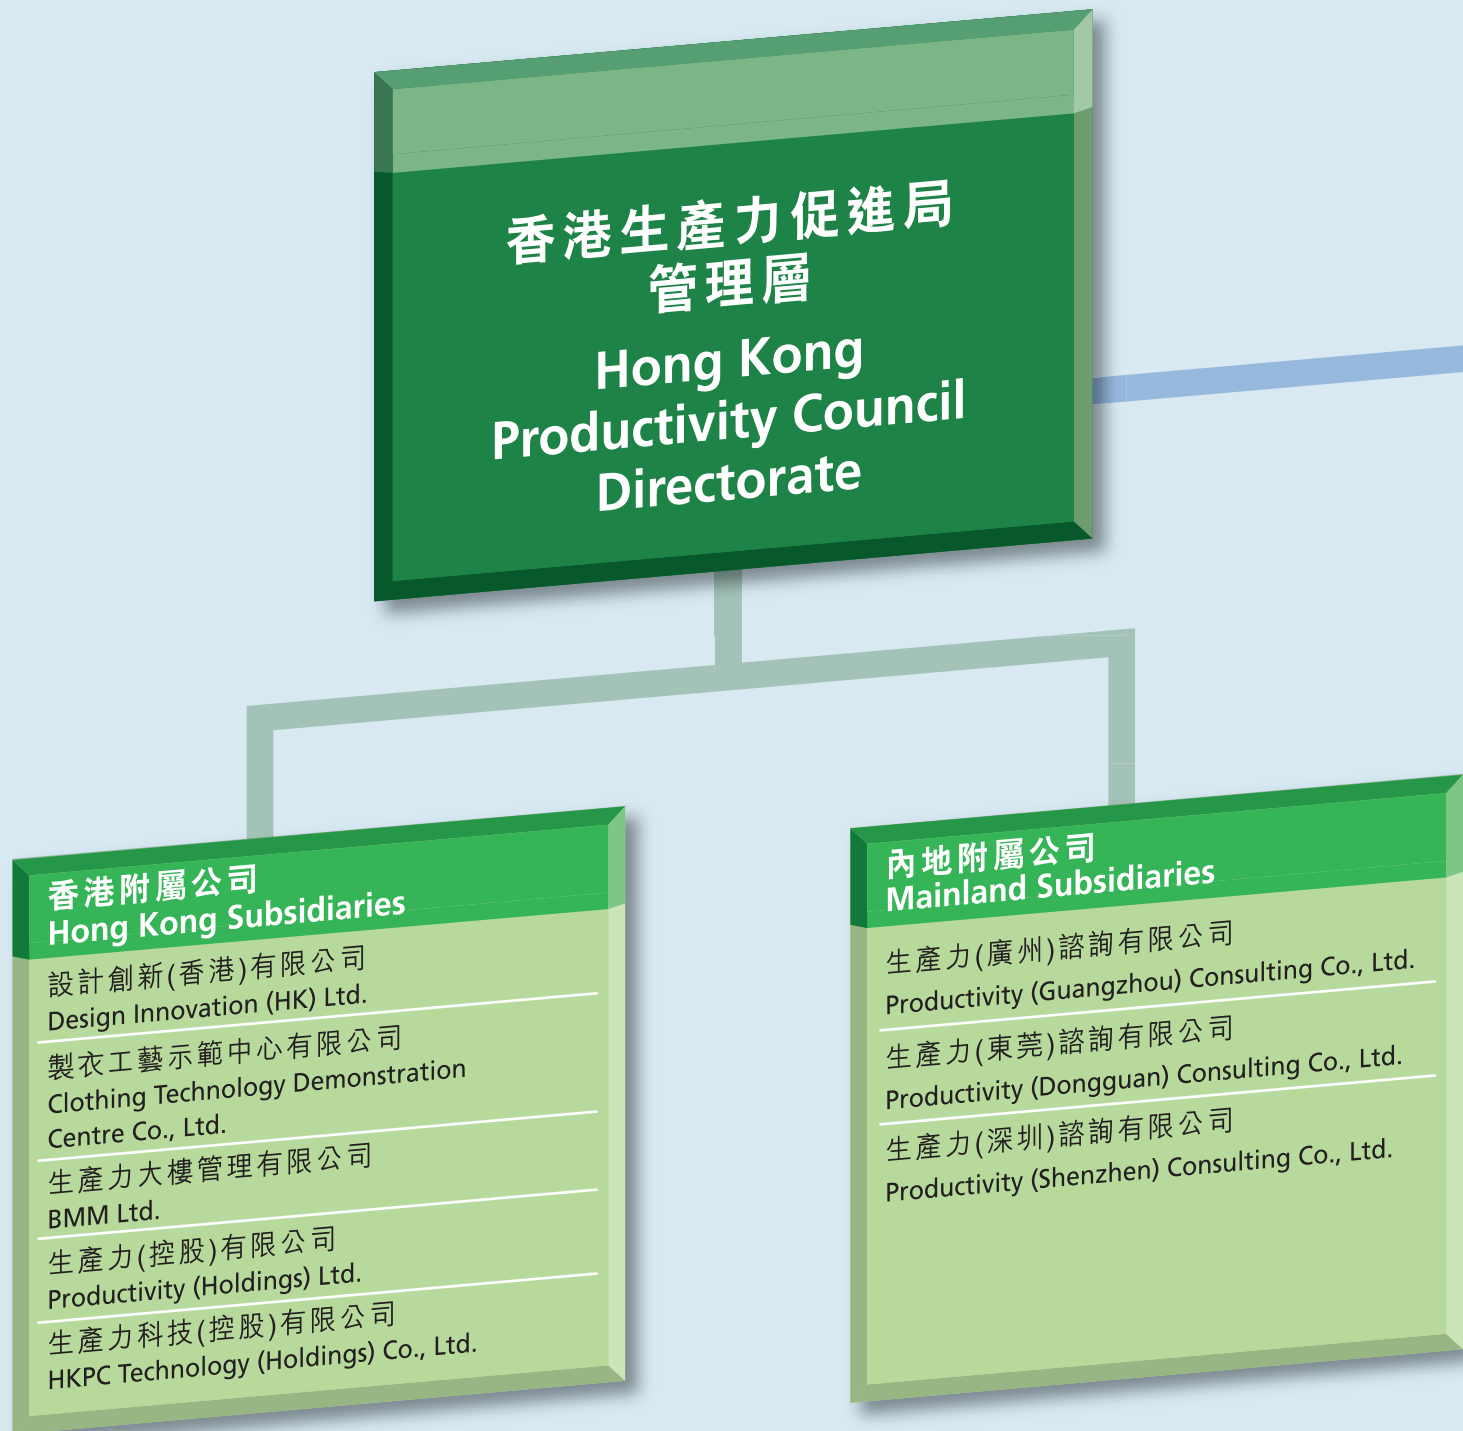 香港生產力促進局
管理層
Hong Kong
Productivity Council
Directorate
香港附屬公司
Hong Kong Subsidiaries
設計創新(香港)有限公司
Design Innovation (HK) Ltd.
製衣工藝示範中心有限公司
Clothing Technology Demonstration
Centre Co., Ltd.
生產力大樓管理有限公司
BMM Ltd.
生產力(控股)有限公司
Productivity (Holdings) Ltd.
生產力科技(控股)有限公司
HKPC Technology (Holdings) Co., Ltd.
內地附屬公司
Mainland Subsidiaries
生產力(廣州)諮詢有限公司
Productivity (Guangzhou) Consulting Co., Ltd.
生產力(東莞)諮詢有限公司
Productivity (Dongguan) Consulting Co., Ltd.
生產力(深圳)諮詢有限公司
Productivity (Shenzhen) Consulting Co., Ltd.